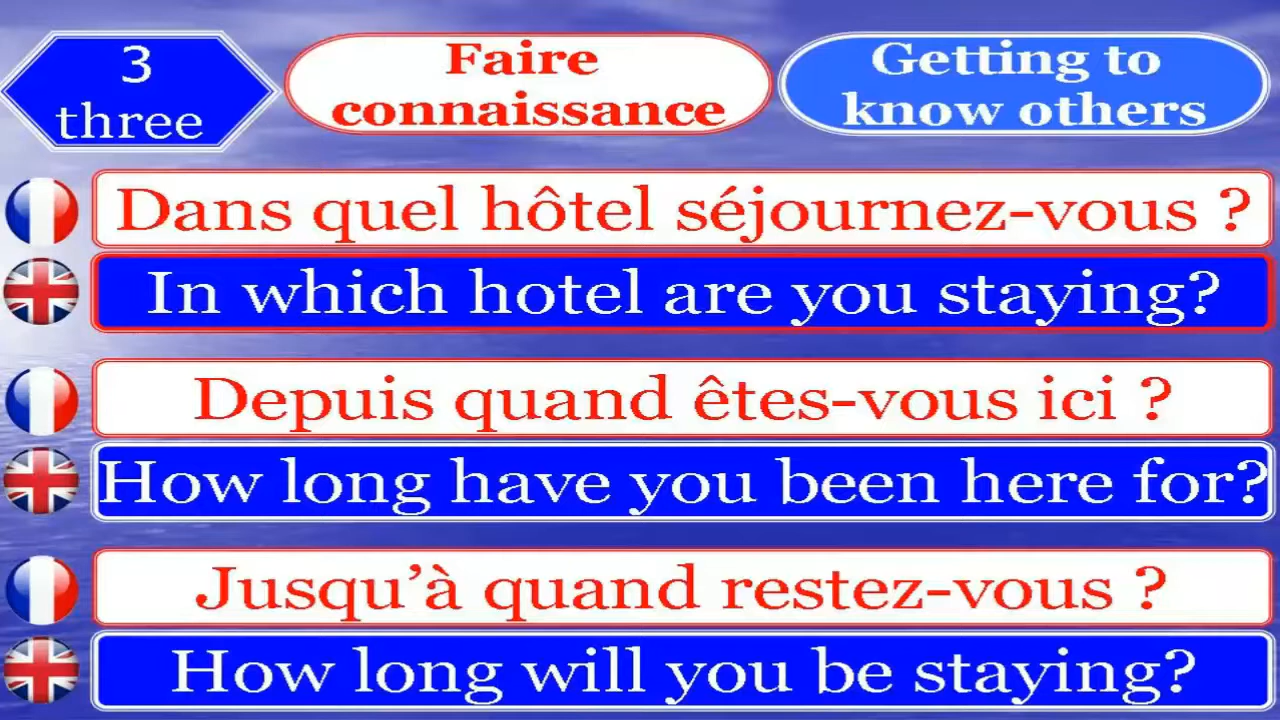 3
three
Faire
connaissance
Getting to
know others
Dans quel hôtel séjournez-vous ?
In which hotel are you staying?
Depuis quand êtes-vous ici ?
How long have you been here for?
Jusqu’à quand restez-vous ?
How long will you be staying?